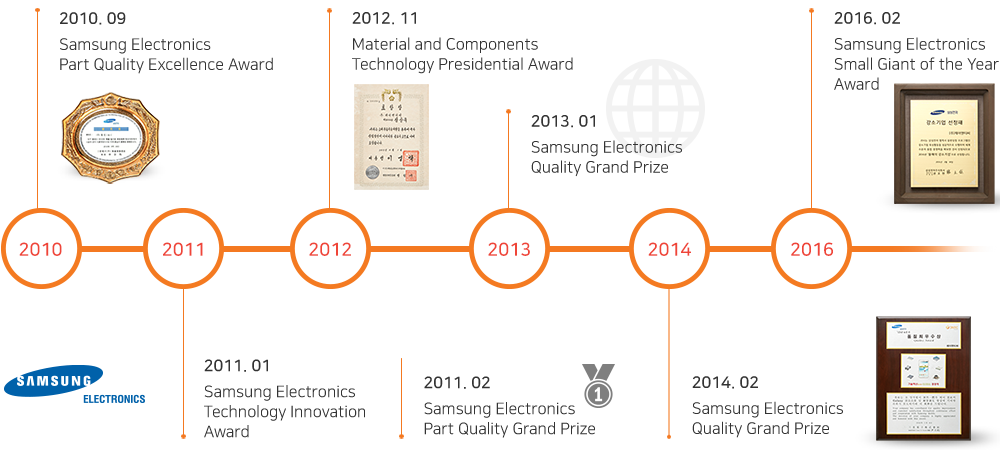 2010. 09
Samsung Electronics
Part Quality Excellence Award
2012. 11
Material and Components
Technology Presidential Award
표 창 장
2013. 01
Samsung Electronics
Quality Grand Prize
2016. 02
Samsung Electronics
Small Giant of the Year
Award
강소기업 선정패
2010
2011
2012
2013
2014
2016
SAMSUNG
ELECTRONICS
2011. 01
Samsung Electronics
Technology Innovation
Award
2011. 02
Samsung Electronics
Part Quality Grand Prize
1
2014. 02
Samsung Electronics
Quality Grand Prize
품질최우수상